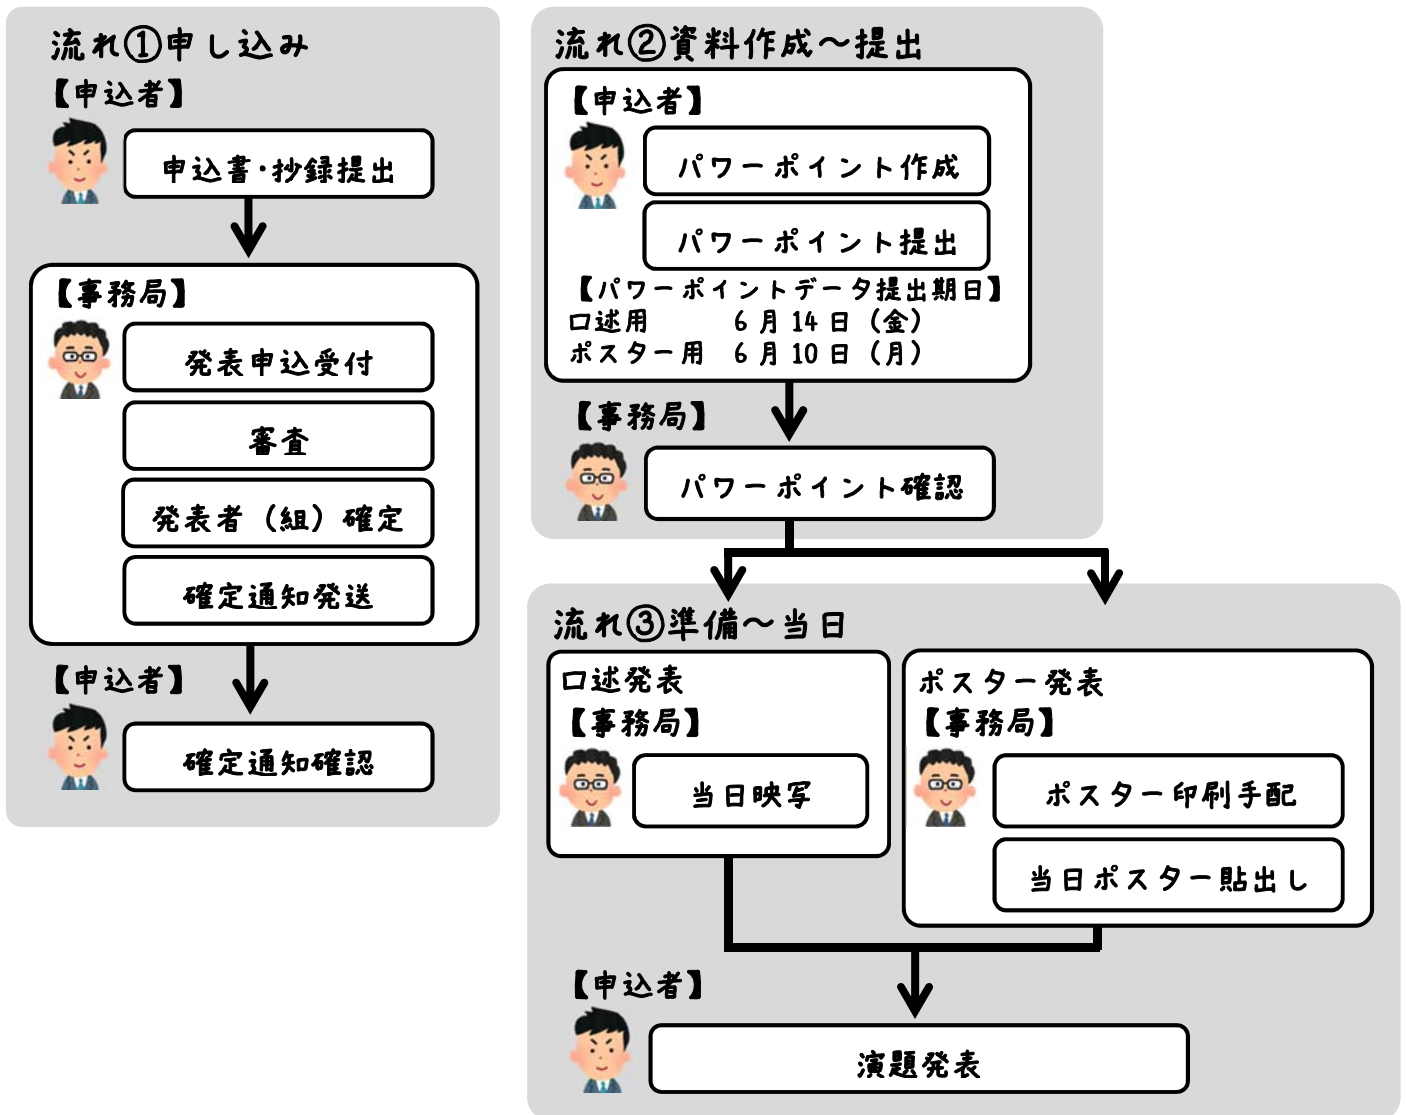 流れ①申し込み
【申込者】
申込書・抄録提出
【事務局】
発表申込受付
審査
発表者（組）確定
確定通知発送
【申込者】
確定通知確認
流れ②資料作成～提出
【申込者】
パワーポイント作成
パワーポイント提出
【パワーポイントデータ提出期日】
口述用　　　6月14日（金）
ポスター用　6月10日（月）
【事務局】
パワーポイント確認
流れ③準備～当日
口述発表
【事務局】
当日映写
ポスター発表
【事務局】
ポスター印刷手配
当日ポスター貼出し
【申込者】
演題発表